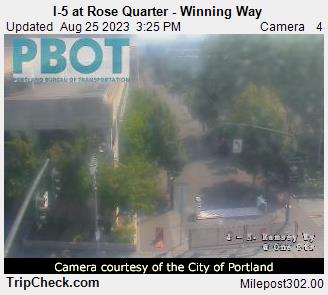 I-5 at Rose Quarter - Winning Way
Updated Aug 25 2023 3:25 PM Camera 4
PBOT
PORTLAND BUREAU OF TRANSPORTATION
Camera courtesy of the City of Portland
TripCheck.com Milepost302.00